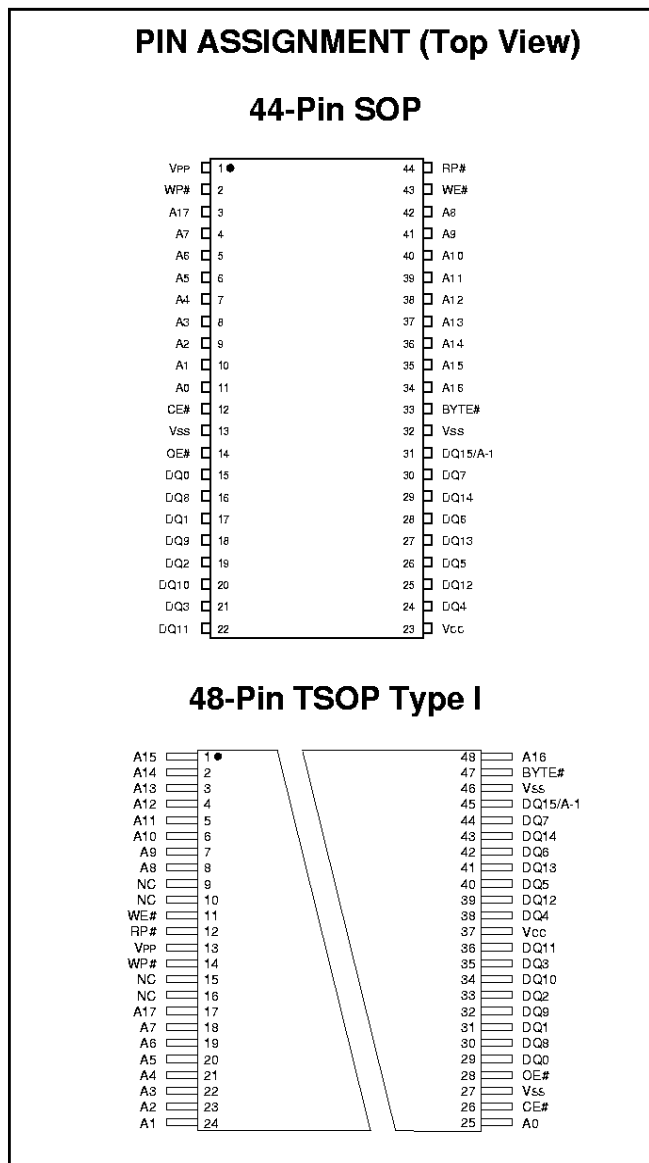 PIN ASSIGNMENT (Top View)
44-Pin SOP
VPP 1 44 RP#
WP# 2 43 WE#
A17 3 42 A8
A7 4 41 A9
A6 5 40 A10
A5 6 39 A11
A4 7 38 A12
A3 8 37 A13
A2 9 36 A14
A1 10 35 A15
A0 11 34 A16
CE# 12 33 BYTE#
Vss 13 32 Vss
OE# 14 31 DQ15/A-1
DQ0 15 30 DQ7
DQ8 16 29 DQ14
DQ1 17 28 DQ6
DQ9 18 27 DQ13
DQ2 19 26 DQ5
DQ10 20 25 DQ12
DQ3 21 24 DQ4
DQ11 22 23 Vcc
48-Pin TSOP Type I
A15 1 48 A16
A14 2 47 BYTE#
A13 3 46 Vss
A12 4 45 DQ15/A-1
A11 5 44 DQ7
A10 6 43 DQ14
A9 7 42 DQ6
A8 8 41 DQ13
NC 9 40 DQ5
NC 10 39 DQ12
WE# 11 38 DQ4
RP# 12 37 Vcc
VPP 13 36 DQ11
WP# 14 35 DQ3
NC 15 34 DQ10
NC 16 33 DQ2
A17 17 32 DQ9
A7 18 31 DQ1
A6 19 30 DQ8
A5 20 29 DQ0
A4 21 28 OE#
A3 22 27 Vss
A2 23 26 CE#
A1 24 25 A0